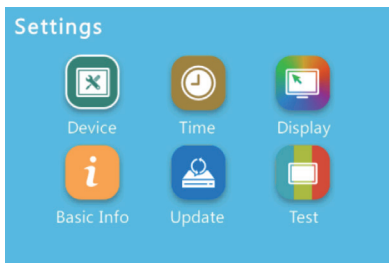 Settings
Device
Time
Display
Basic Info
Update
Test